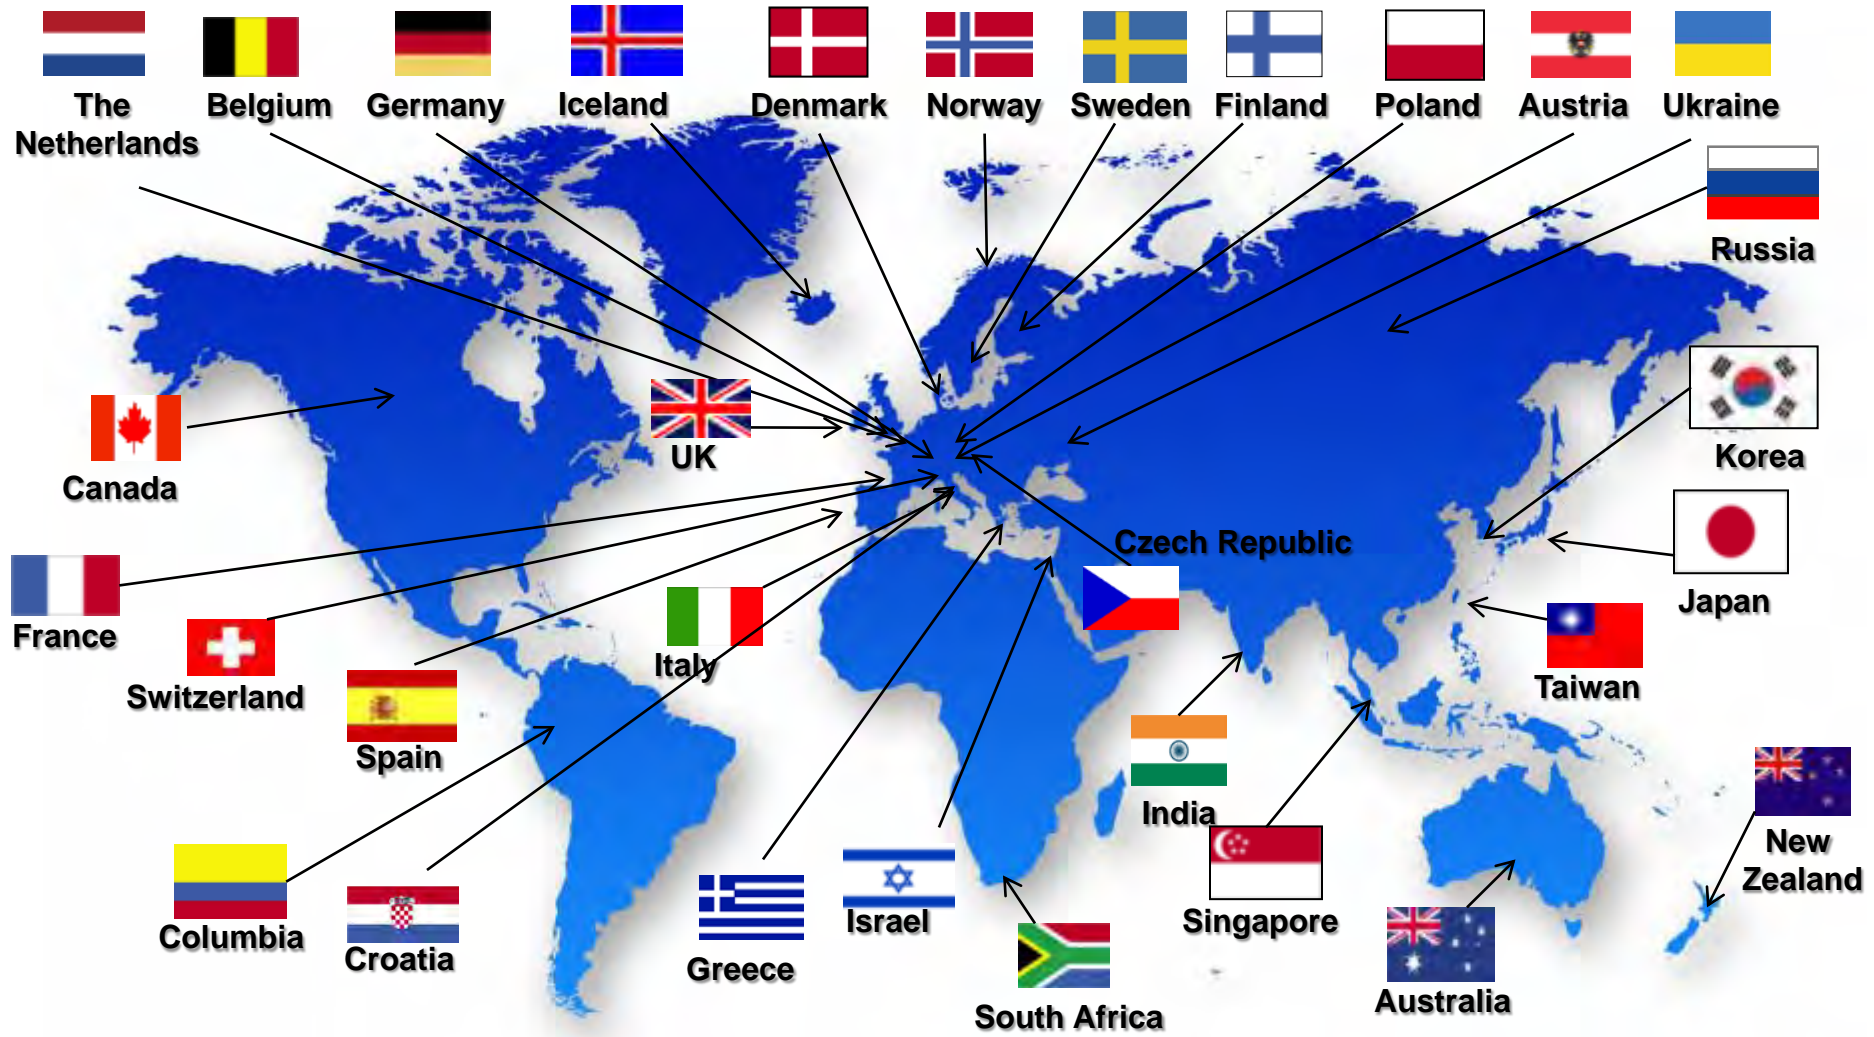 The
Netherlands
Belgium
Germany
Iceland
Denmark
Norway
Sweden
Finland
Poland
Austria
Ukraine
Russia
Canada
UK
Korea
Czech Republic
Japan
France
Switzerland
Italy
Taiwan
Spain
India
New
Zealand
Columbia
Croatia
Greece
Israel
Singapore
South Africa
Australia